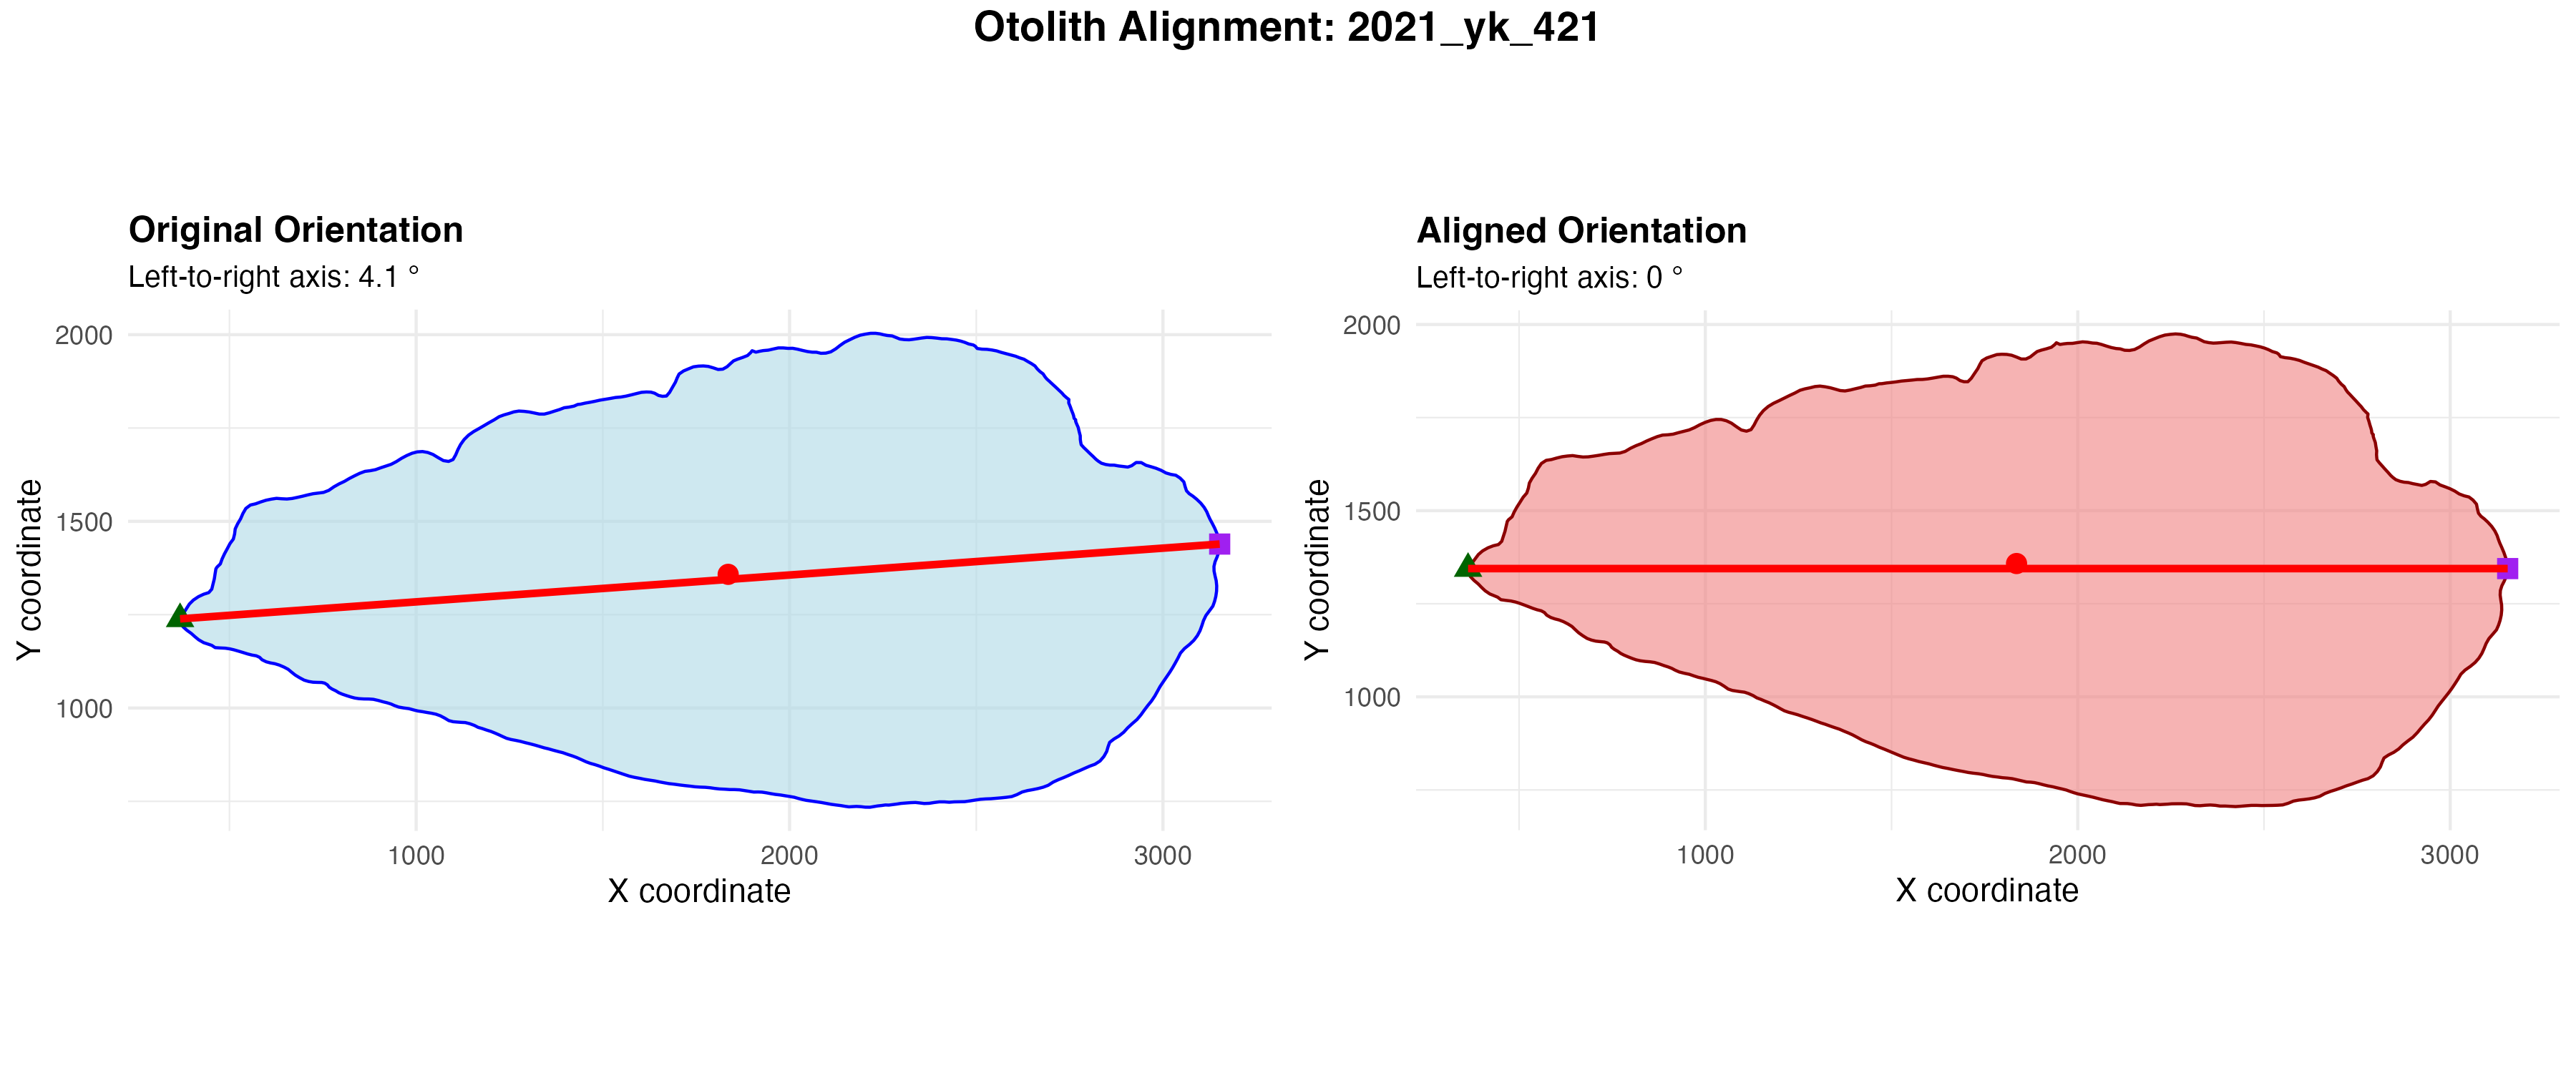 Otolith Alignment: 2021_yk_421
Original Orientation
Left-to-right axis: 4.1 °
2000
1500
1000
Y coordinate
1000 2000 3000
X coordinate
Aligned Orientation
Left-to-right axis: 0 °
2000
1500
1000
Y coordinate
1000 2000 3000
X coordinate